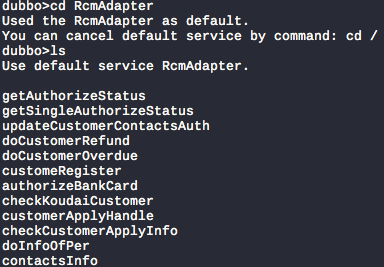 dubbo>cd RcmAdapter
Used the RcmAdapter as default.
You can cancel default service by command: cd /
dubbo>ls
Use default service RcmAdapter.
getAuthorizeStatus
getSingleAuthorizeStatus
updateCustomerContactsAuth
doCustomerRefund
doCustomerOverdue
customeRegister
authorizeBankCard
checkKoudaiCustomer
customerApplyHandle
checkCustomerApplyInfo
doInfoOfPer
contactsInfo